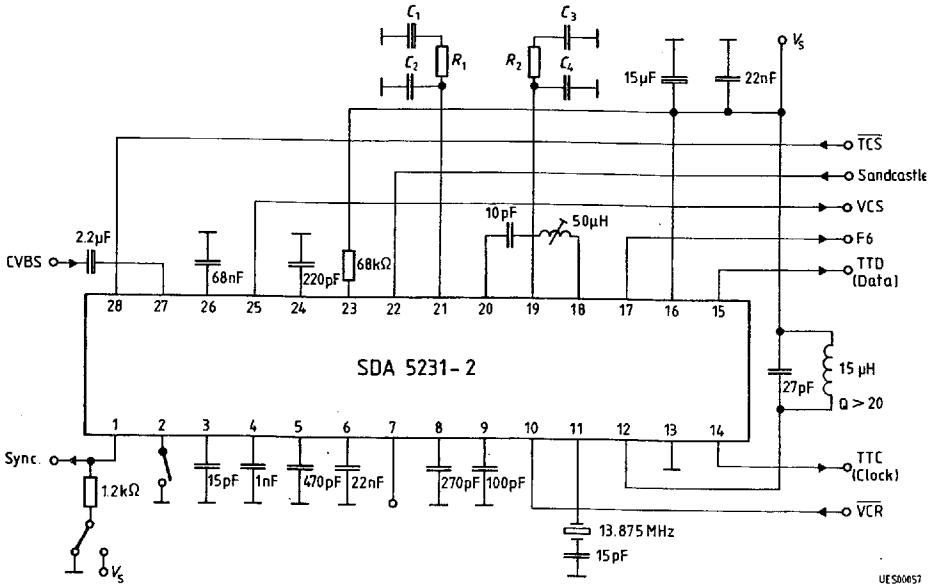 C1
C3
C2
R1
R2
C4
15µF
22nF
VS
TCS
Sandcastle
VCS
F6
TTD
(Data)
10pF
50µH
2.2µF
CVBS
68nF
220pF
68kΩ
28 27 26 25 24 23 22 21 20 19 18 17 16 15
SDA 5231-2
27pF
15µH
Q > 20
1 2 3 4 5 6 7 8 9 10 11 12 13 14
Sync.
15pF 1nF 470pF 22nF 270pF 100pF
TTC
(Clock)
1.2kΩ
VCR
13.875 MHz
15pF
VS
UES00057